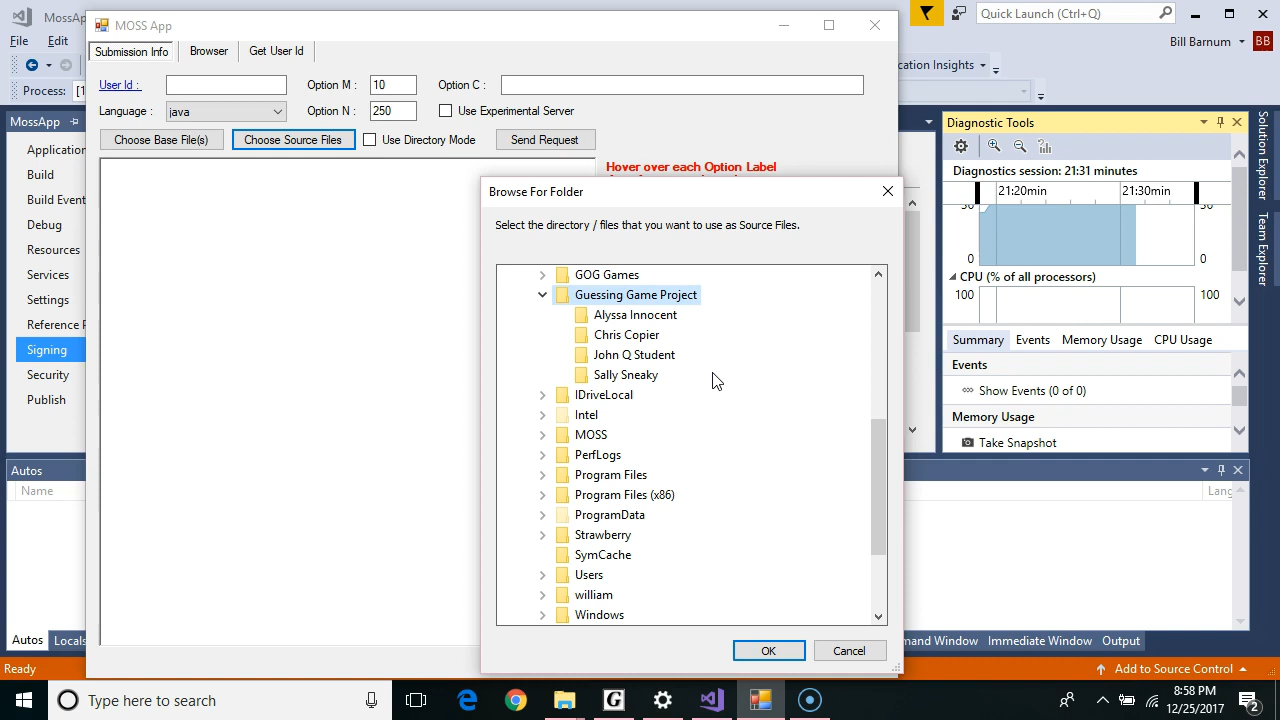 MossAp
MOSS App
Quick Launch (Ctrl+Q)
File
Edit
Bill Barnum
BB
Submission Info
Browser
Get User Id
cation Insights
Process:
[1
User Id :
Option M :
10
Option C :
Language :
java
Option N :
250
Use Experimental Server
Choose Base File(s)
Choose Source Files
Use Directory Mode
Send Request
Hover over each Option Label
MossApp
Application
Build
Build Event
Debug
Resources
Services
Settings
Reference P
Signing
Security
Publish
Browse For Folder
Select the directory / files that you want to use as Source Files.
GOG Games
Guessing Game Project
Alyssa Innocent
Chris Copier
John Q Student
Sally Sneaky
IDriveLocal
Intel
MOSS
PerfLogs
Program Files
Program Files (x86)
ProgramData
Strawberry
SymCache
Users
william
Windows
OK
Cancel
Diagnostic Tools
Diagnostics session: 21:31 minutes
21:20min
21:30min
0
0
CPU (% of all processors)
100
100
Summary
Events
Memory Usage
CPU Usage
Events
Show Events (0 of 0)
Memory Usage
Take Snapshot
Solution Explorer
Team Explorer
Autos
Name
Lang
Autos
Locals
mand Window
Immediate Window
Output
Ready
Add to Source Control
Type here to search
G
8:58 PM
12/25/2017
2